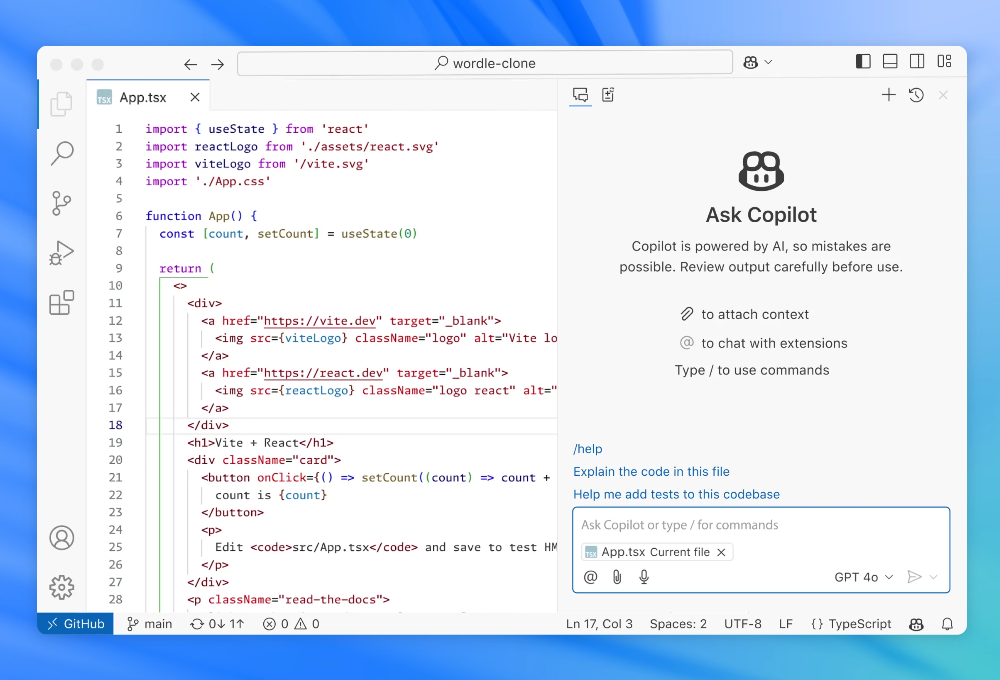 wordle-clone
TSX App.tsx
1 import { useState } from 'react'
2 import reactLogo from './assets/react.svg'
3 import viteLogo from '/vite.svg'
4 import './App.css'
5
6 function App() {
7 const [count, setCount] = useState(0)
8
9 return (
10 <>
11 <div>
12 <a href="https://vite.dev" target="_blank">
13 <img src={viteLogo} className="logo" alt="Vite lo
14 </a>
15 <a href="https://react.dev" target="_blank">
16 <img src={reactLogo} className="logo react" alt="
17 </a>
18 </div>
19 <h1>Vite + React</h1>
20 <div className="card">
21 <button onClick={() => setCount((count) => count +
22 count is {count}
23 </button>
24 <p>
25 Edit <code>src/App.tsx</code> and save to test HM
26 </p>
27 </div>
28 <p className="read-the-docs">
Ask Copilot
Copilot is powered by AI, so mistakes are
possible. Review output carefully before use.
to attach context
@ to chat with extensions
Type / to use commands
/help
Explain the code in this file
Help me add tests to this codebase
Ask Copilot or type / for commands
TSX App.tsx Current file
@ GPT 4o
GitHub main 0↓ 1↑ 0 0 Ln 17, Col 3 Spaces: 2 UTF-8 LF {} TypeScript